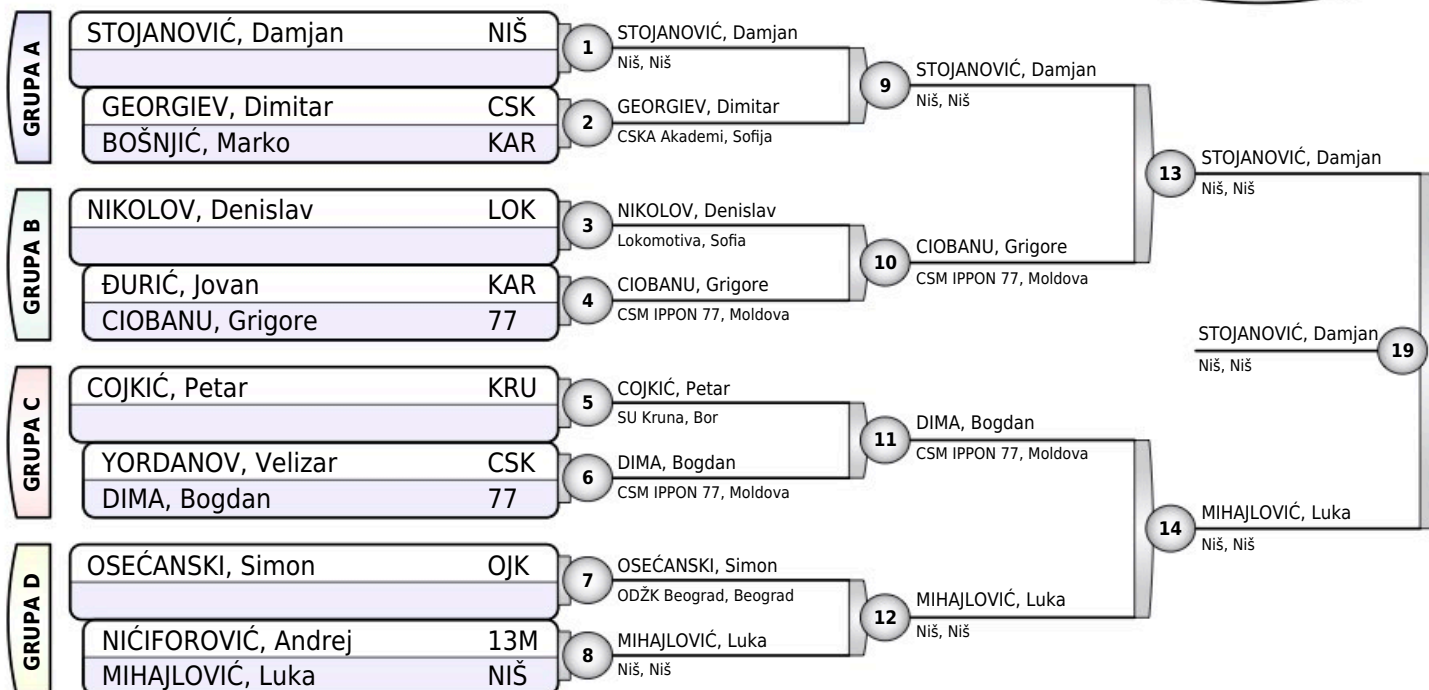 GRUPA A
STOJANOVIĆ, Damjan NIŠ
GEORGIEV, Dimitar CSK
BOŠNJIĆ, Marko KAR
1
STOJANOVIĆ, Damjan
Niš, Niš
2
GEORGIEV, Dimitar
CSKA Akademi, Sofija
9
STOJANOVIĆ, Damjan
Niš, Niš
GRUPA B
NIKOLOV, Denislav LOK
ĐURIĆ, Jovan KAR
CIOBANU, Grigore 77
3
NIKOLOV, Denislav
Lokomotiva, Sofia
4
CIOBANU, Grigore
CSM IPPON 77, Moldova
10
CIOBANU, Grigore
CSM IPPON 77, Moldova
13
STOJANOVIĆ, Damjan
Niš, Niš
GRUPA C
COJKIĆ, Petar KRU
YORDANOV, Velizar CSK
DIMA, Bogdan 77
5
COJKIĆ, Petar
SU Kruna, Bor
6
DIMA, Bogdan
CSM IPPON 77, Moldova
11
DIMA, Bogdan
CSM IPPON 77, Moldova
GRUPA D
OSEĆANSKI, Simon OJK
NIĆIFOROVIĆ, Andrej 13M
MIHAJLOVIĆ, Luka NIŠ
7
OSEĆANSKI, Simon
ODŽK Beograd, Beograd
8
MIHAJLOVIĆ, Luka
Niš, Niš
12
MIHAJLOVIĆ, Luka
Niš, Niš
14
MIHAJLOVIĆ, Luka
Niš, Niš
STOJANOVIĆ, Damjan
Niš, Niš
19